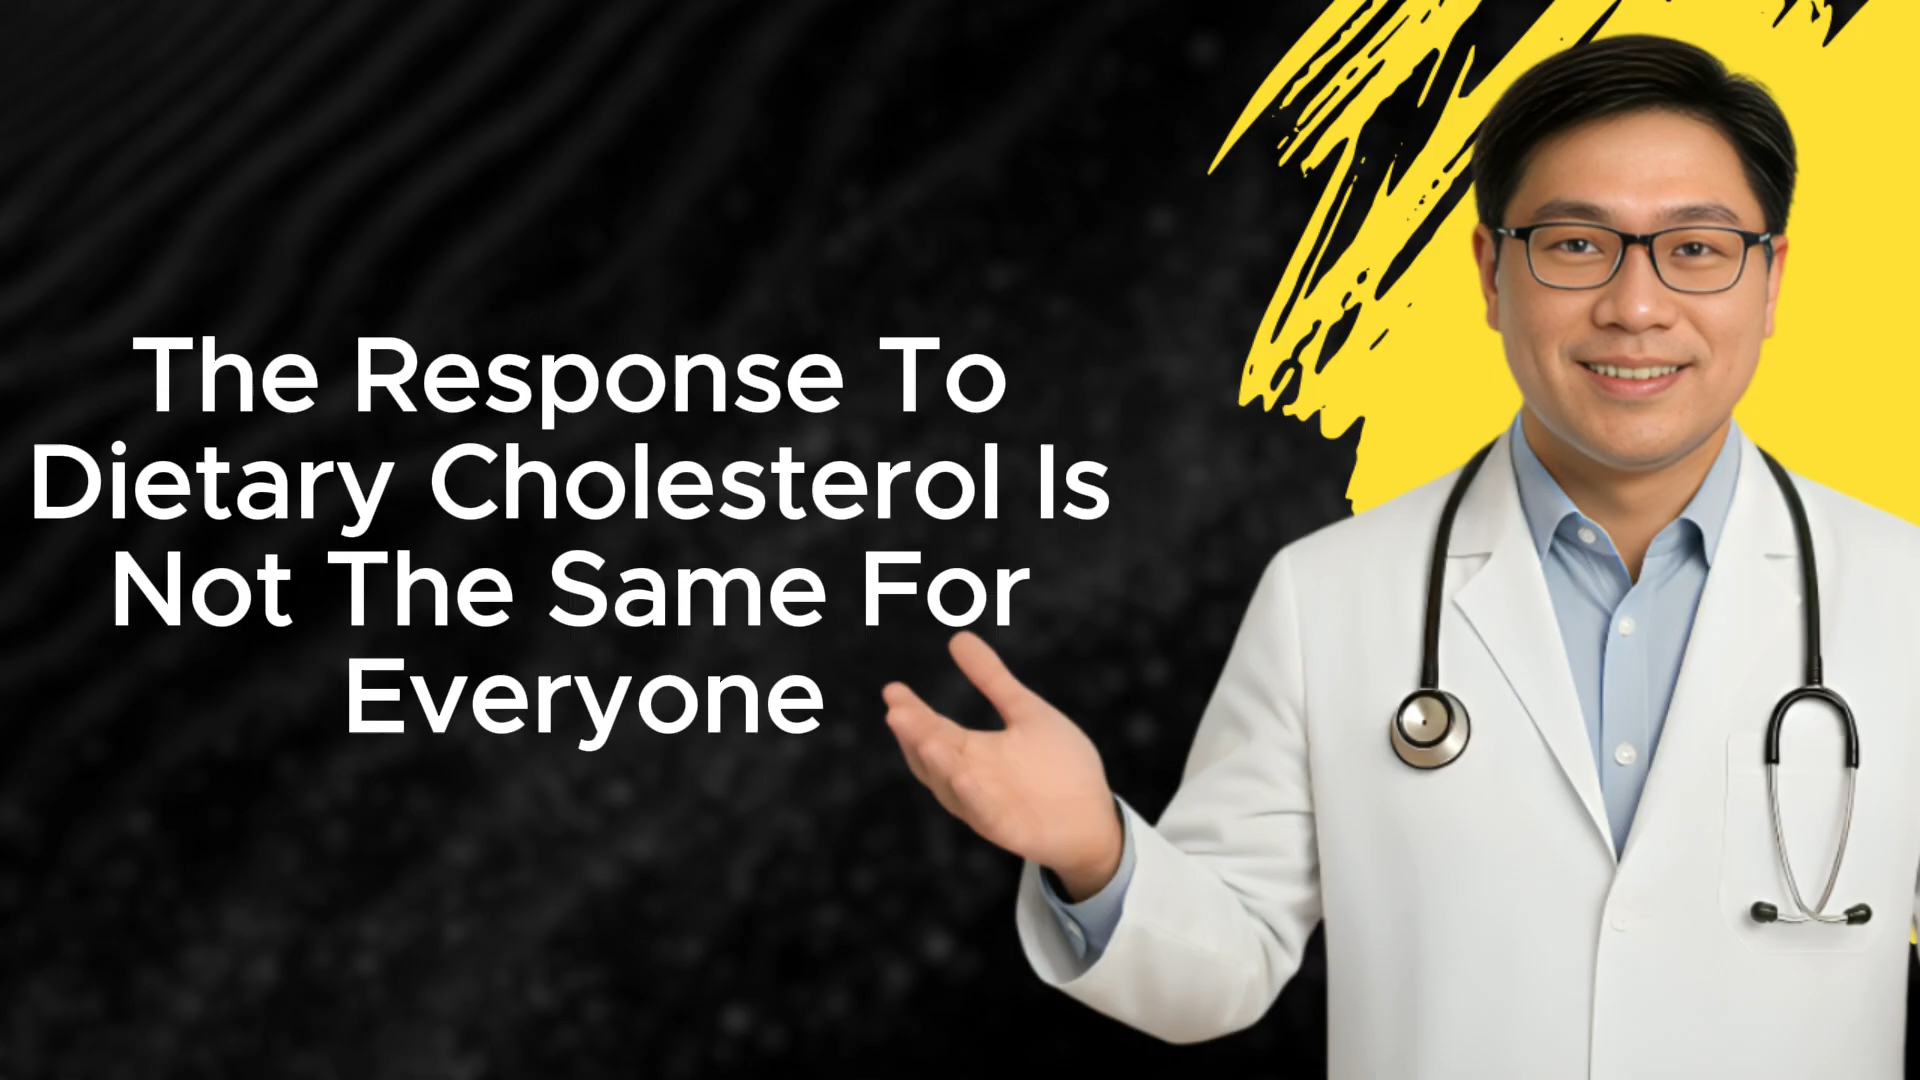 The Response To
Dietary Cholesterol Is
Not The Same For
Everyone